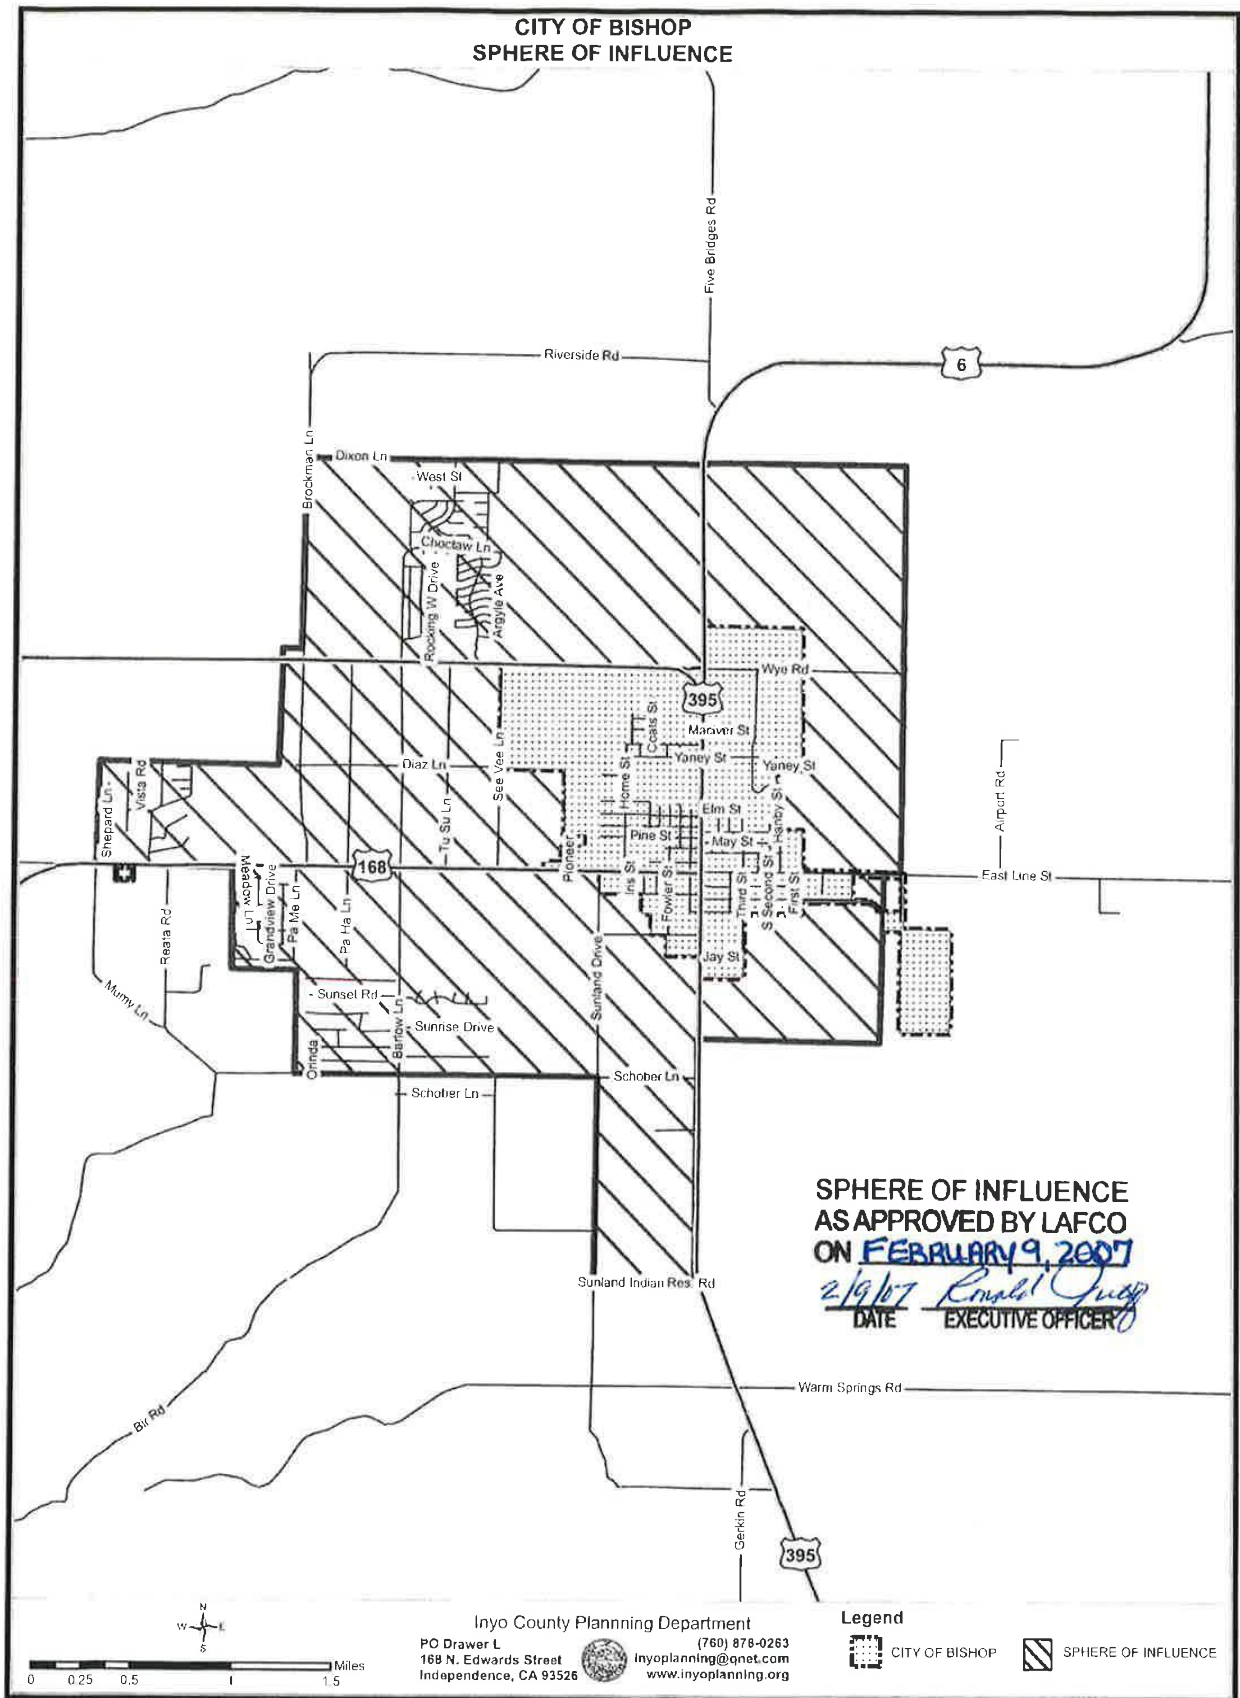 CITY OF BISHOP
SPHERE OF INFLUENCE
Five Bridges Rd
Riverside Rd
6
Brockman Ln
Dixon Ln
West St
Choctaw Ln
Rocking W Drive
Argyle Ave
Wye Rd
395
Coats St
Maciver St
Yaney St
Yaney St
Diaz Ln
See Vee Ln
Tu Su Ln
Home St
Hanby St
Airport Rd
Shepard Ln
Vista Rd
Elm St
Pine St
May St
Pioneer
168
East Line St
Meadow Ln
Grandview Drive
Pa Me Ln
Pa Ha Ln
Iris St
Fowler St
Third St
S Second St
First St
Reata Rd
Jay St
Sunland Drive
Mumy Ln
Sunset Rd
Barlow Ln
Sunrise Drive
Orinda
Schober Ln
Schober Ln
SPHERE OF INFLUENCE
AS APPROVED BY LAFCO
ON FEBRUARY 9, 2007
2/9/07 Ronald
DATE EXECUTIVE OFFICER
Sunland Indian Res. Rd
Warm Springs Rd
Bir Rd
Gerkin Rd
395
N
W E
S
Miles
0 0.25 0.5 1 1.5
Inyo County Plannning Department
PO Drawer L (760) 878-0263
168 N. Edwards Street inyoplanning@qnet.com
Independence, CA 93526 www.inyoplanning.org
Legend
CITY OF BISHOP SPHERE OF INFLUENCE